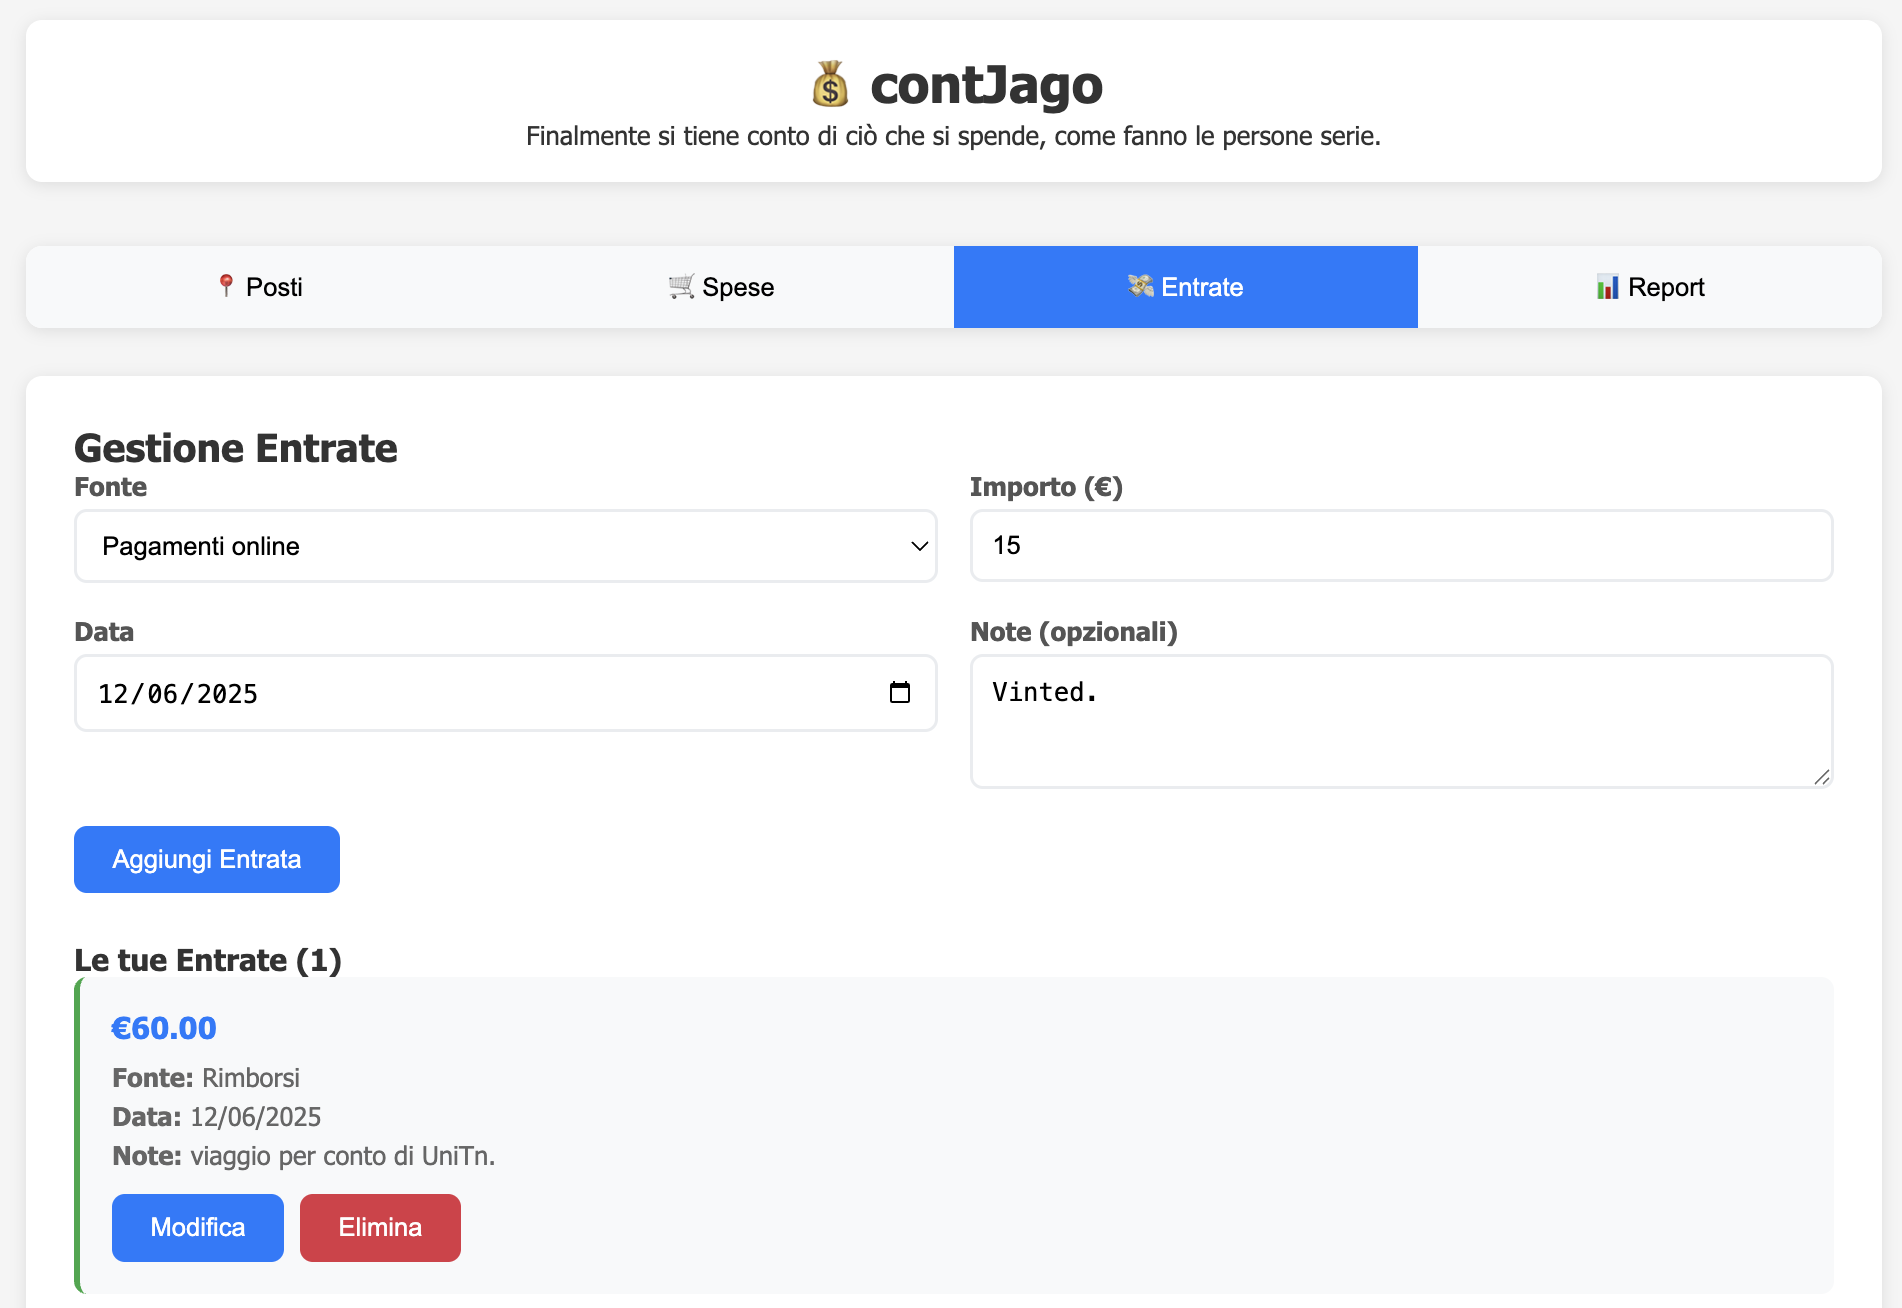 contJago
Finalmente si tiene conto di ciò che si spende, come fanno le persone serie.
Posti
Spese
Entrate
Report
Gestione Entrate
Fonte
Importo (€)
Pagamenti online
15
Data
Note (opzionali)
12/06/2025
Vinted.
Aggiungi Entrata
Le tue Entrate (1)
€60.00
Fonte: Rimborsi
Data: 12/06/2025
Note: viaggio per conto di UniTn.
Modifica
Elimina